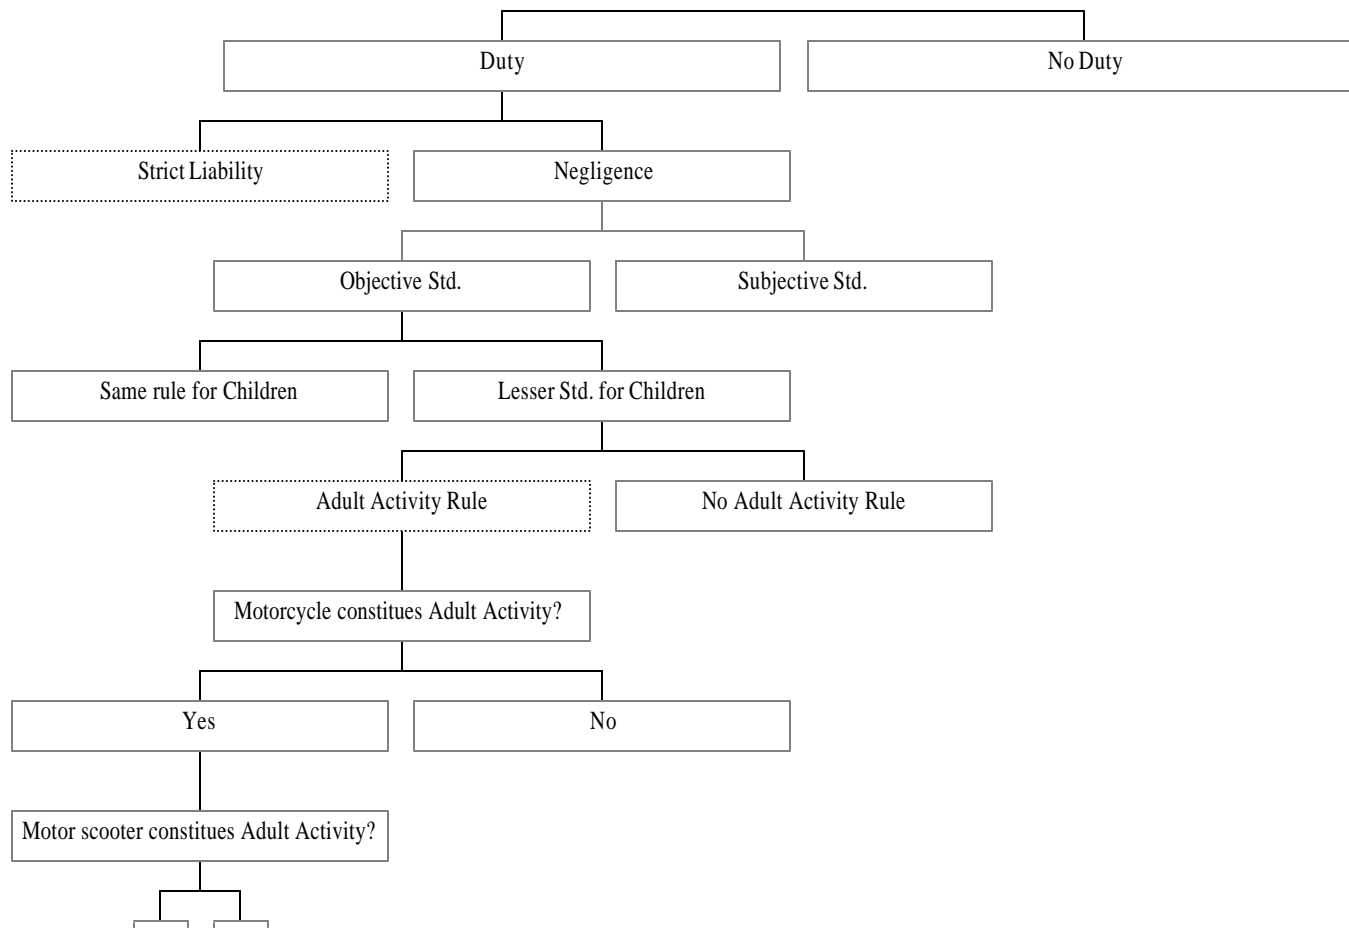 Duty
No Duty
Strict Liability
Negligence
Objective Std.
Subjective Std.
Same rule for Children
Lesser Std. for Children
Adult Activity Rule
No Adult Activity Rule
Motorcycle constitues Adult Activity?
Yes
No
Motor scooter constitues Adult Activity?